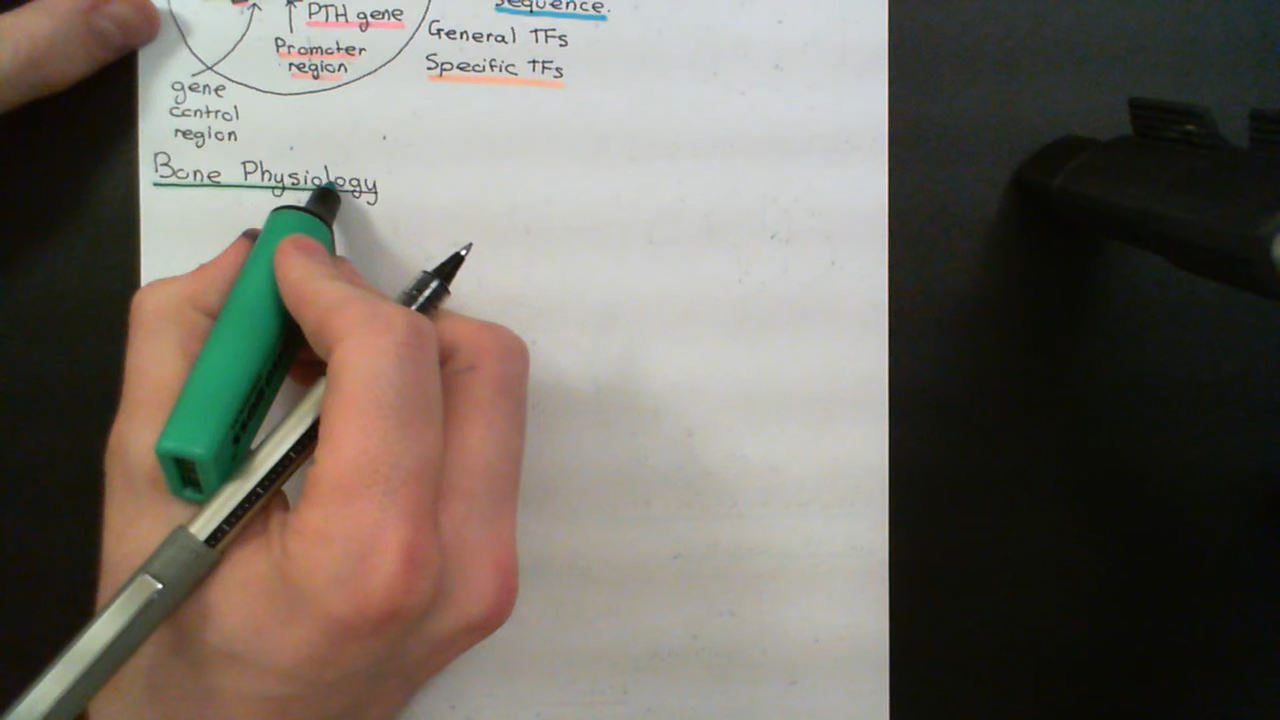 sequence.
PTH gene
General TFs
Promoter
region
Specific TFs
gene
control
region
Bone Physiology